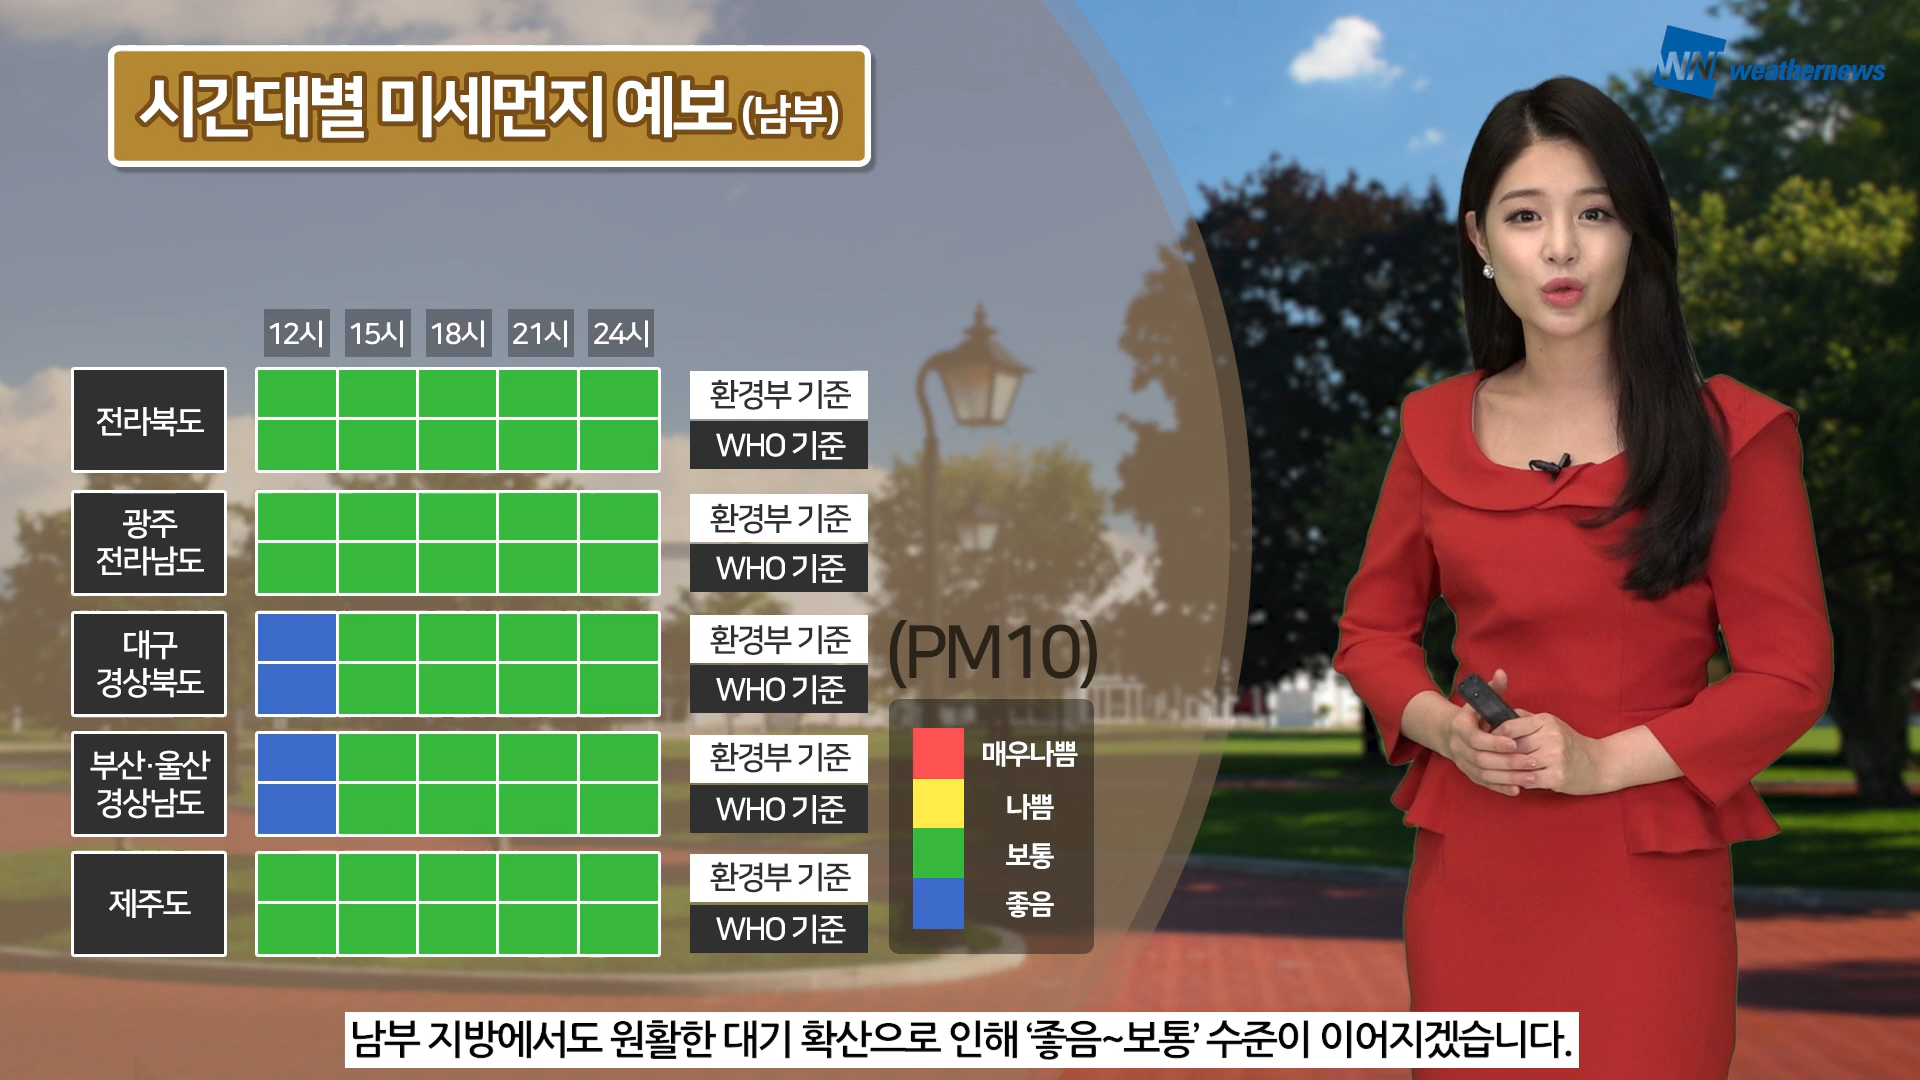 시간대별 미세먼지 예보 (남부)
WNI weathernews
12시 15시 18시 21시 24시
전라북도
환경부 기준
WHO 기준
광주
전라남도
환경부 기준
WHO 기준
대구
경상북도
환경부 기준
WHO 기준
부산·울산
경상남도
환경부 기준
WHO 기준
제주도
환경부 기준
WHO 기준
(PM10)
매우나쁨
나쁨
보통
좋음
남부 지방에서도 원활한 대기 확산으로 인해 ‘좋음~보통’ 수준이 이어지겠습니다.